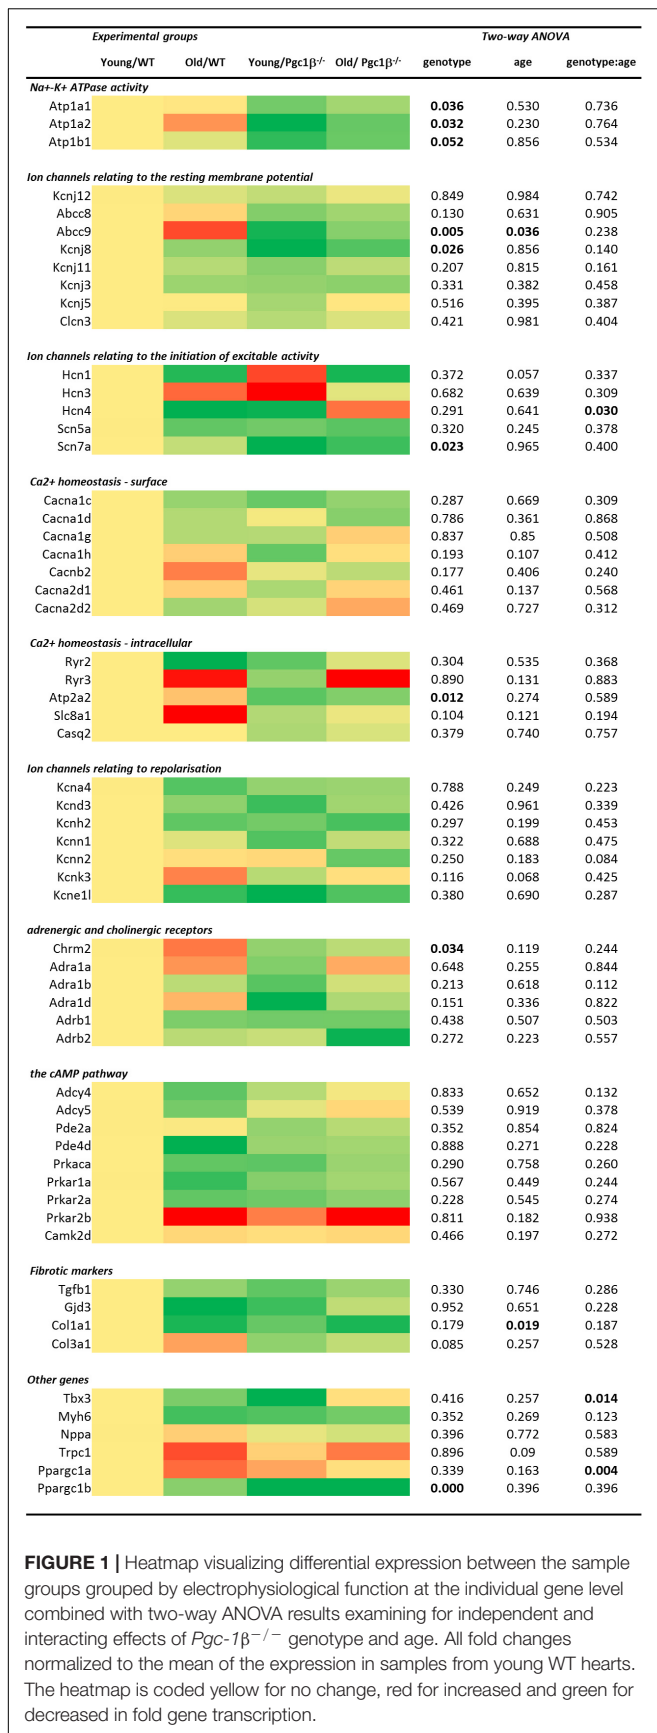 Experimental groups Two-way ANOVA
Young/WT Old/WT Young/Pgc1β-/- Old/ Pgc1β-/- genotype age genotype:age
Na+-K+ ATPase activity
Atp1a1 0.036 0.530 0.736
Atp1a2 0.032 0.230 0.764
Atp1b1 0.052 0.856 0.534
Ion channels relating to the resting membrane potential
Kcnj12 0.849 0.984 0.742
Abcc8 0.130 0.631 0.905
Abcc9 0.005 0.036 0.238
Kcnj8 0.026 0.856 0.140
Kcnj11 0.207 0.815 0.161
Kcnj3 0.331 0.382 0.458
Kcnj5 0.516 0.395 0.387
Clcn3 0.421 0.981 0.404
Ion channels relating to the initiation of excitable activity
Hcn1 0.372 0.057 0.337
Hcn3 0.682 0.639 0.309
Hcn4 0.291 0.641 0.030
Scn5a 0.320 0.245 0.378
Scn7a 0.023 0.965 0.400
Ca2+ homeostasis - surface
Cacna1c 0.287 0.669 0.309
Cacna1d 0.786 0.361 0.868
Cacna1g 0.837 0.85 0.508
Cacna1h 0.193 0.107 0.412
Cacnb2 0.177 0.406 0.240
Cacna2d1 0.461 0.137 0.568
Cacna2d2 0.469 0.727 0.312
Ca2+ homeostasis - intracellular
Ryr2 0.304 0.535 0.368
Ryr3 0.890 0.131 0.883
Atp2a2 0.012 0.274 0.589
Slc8a1 0.104 0.121 0.194
Casq2 0.379 0.740 0.757
Ion channels relating to repolarisation
Kcna4 0.788 0.249 0.223
Kcnd3 0.426 0.961 0.339
Kcnh2 0.297 0.199 0.453
Kcnn1 0.322 0.688 0.475
Kcnn2 0.250 0.183 0.084
Kcnk3 0.116 0.068 0.425
Kcne1l 0.380 0.690 0.287
adrenergic and cholinergic receptors
Chrm2 0.034 0.119 0.244
Adra1a 0.648 0.255 0.844
Adra1b 0.213 0.618 0.112
Adra1d 0.151 0.336 0.822
Adrb1 0.438 0.507 0.503
Adrb2 0.272 0.223 0.557
the cAMP pathway
Adcy4 0.833 0.652 0.132
Adcy5 0.539 0.919 0.378
Pde2a 0.352 0.854 0.824
Pde4d 0.888 0.271 0.228
Prkaca 0.290 0.758 0.260
Prkar1a 0.567 0.449 0.244
Prkar2a 0.228 0.545 0.274
Prkar2b 0.811 0.182 0.938
Camk2d 0.466 0.197 0.272
Fibrotic markers
Tgfb1 0.330 0.746 0.286
Gjd3 0.952 0.651 0.228
Col1a1 0.179 0.019 0.187
Col3a1 0.085 0.257 0.528
Other genes
Tbx3 0.416 0.257 0.014
Myh6 0.352 0.269 0.123
Nppa 0.396 0.772 0.583
Trpc1 0.896 0.09 0.589
Ppargc1a 0.339 0.163 0.004
Ppargc1b 0.000 0.396 0.396
FIGURE 1 | Heatmap visualizing differential expression between the sample
groups grouped by electrophysiological function at the individual gene level
combined with two-way ANOVA results examining for independent and
interacting effects of Pgc-1β−/− genotype and age. All fold changes
normalized to the mean of the expression in samples from young WT hearts.
The heatmap is coded yellow for no change, red for increased and green for
decreased in fold gene transcription.